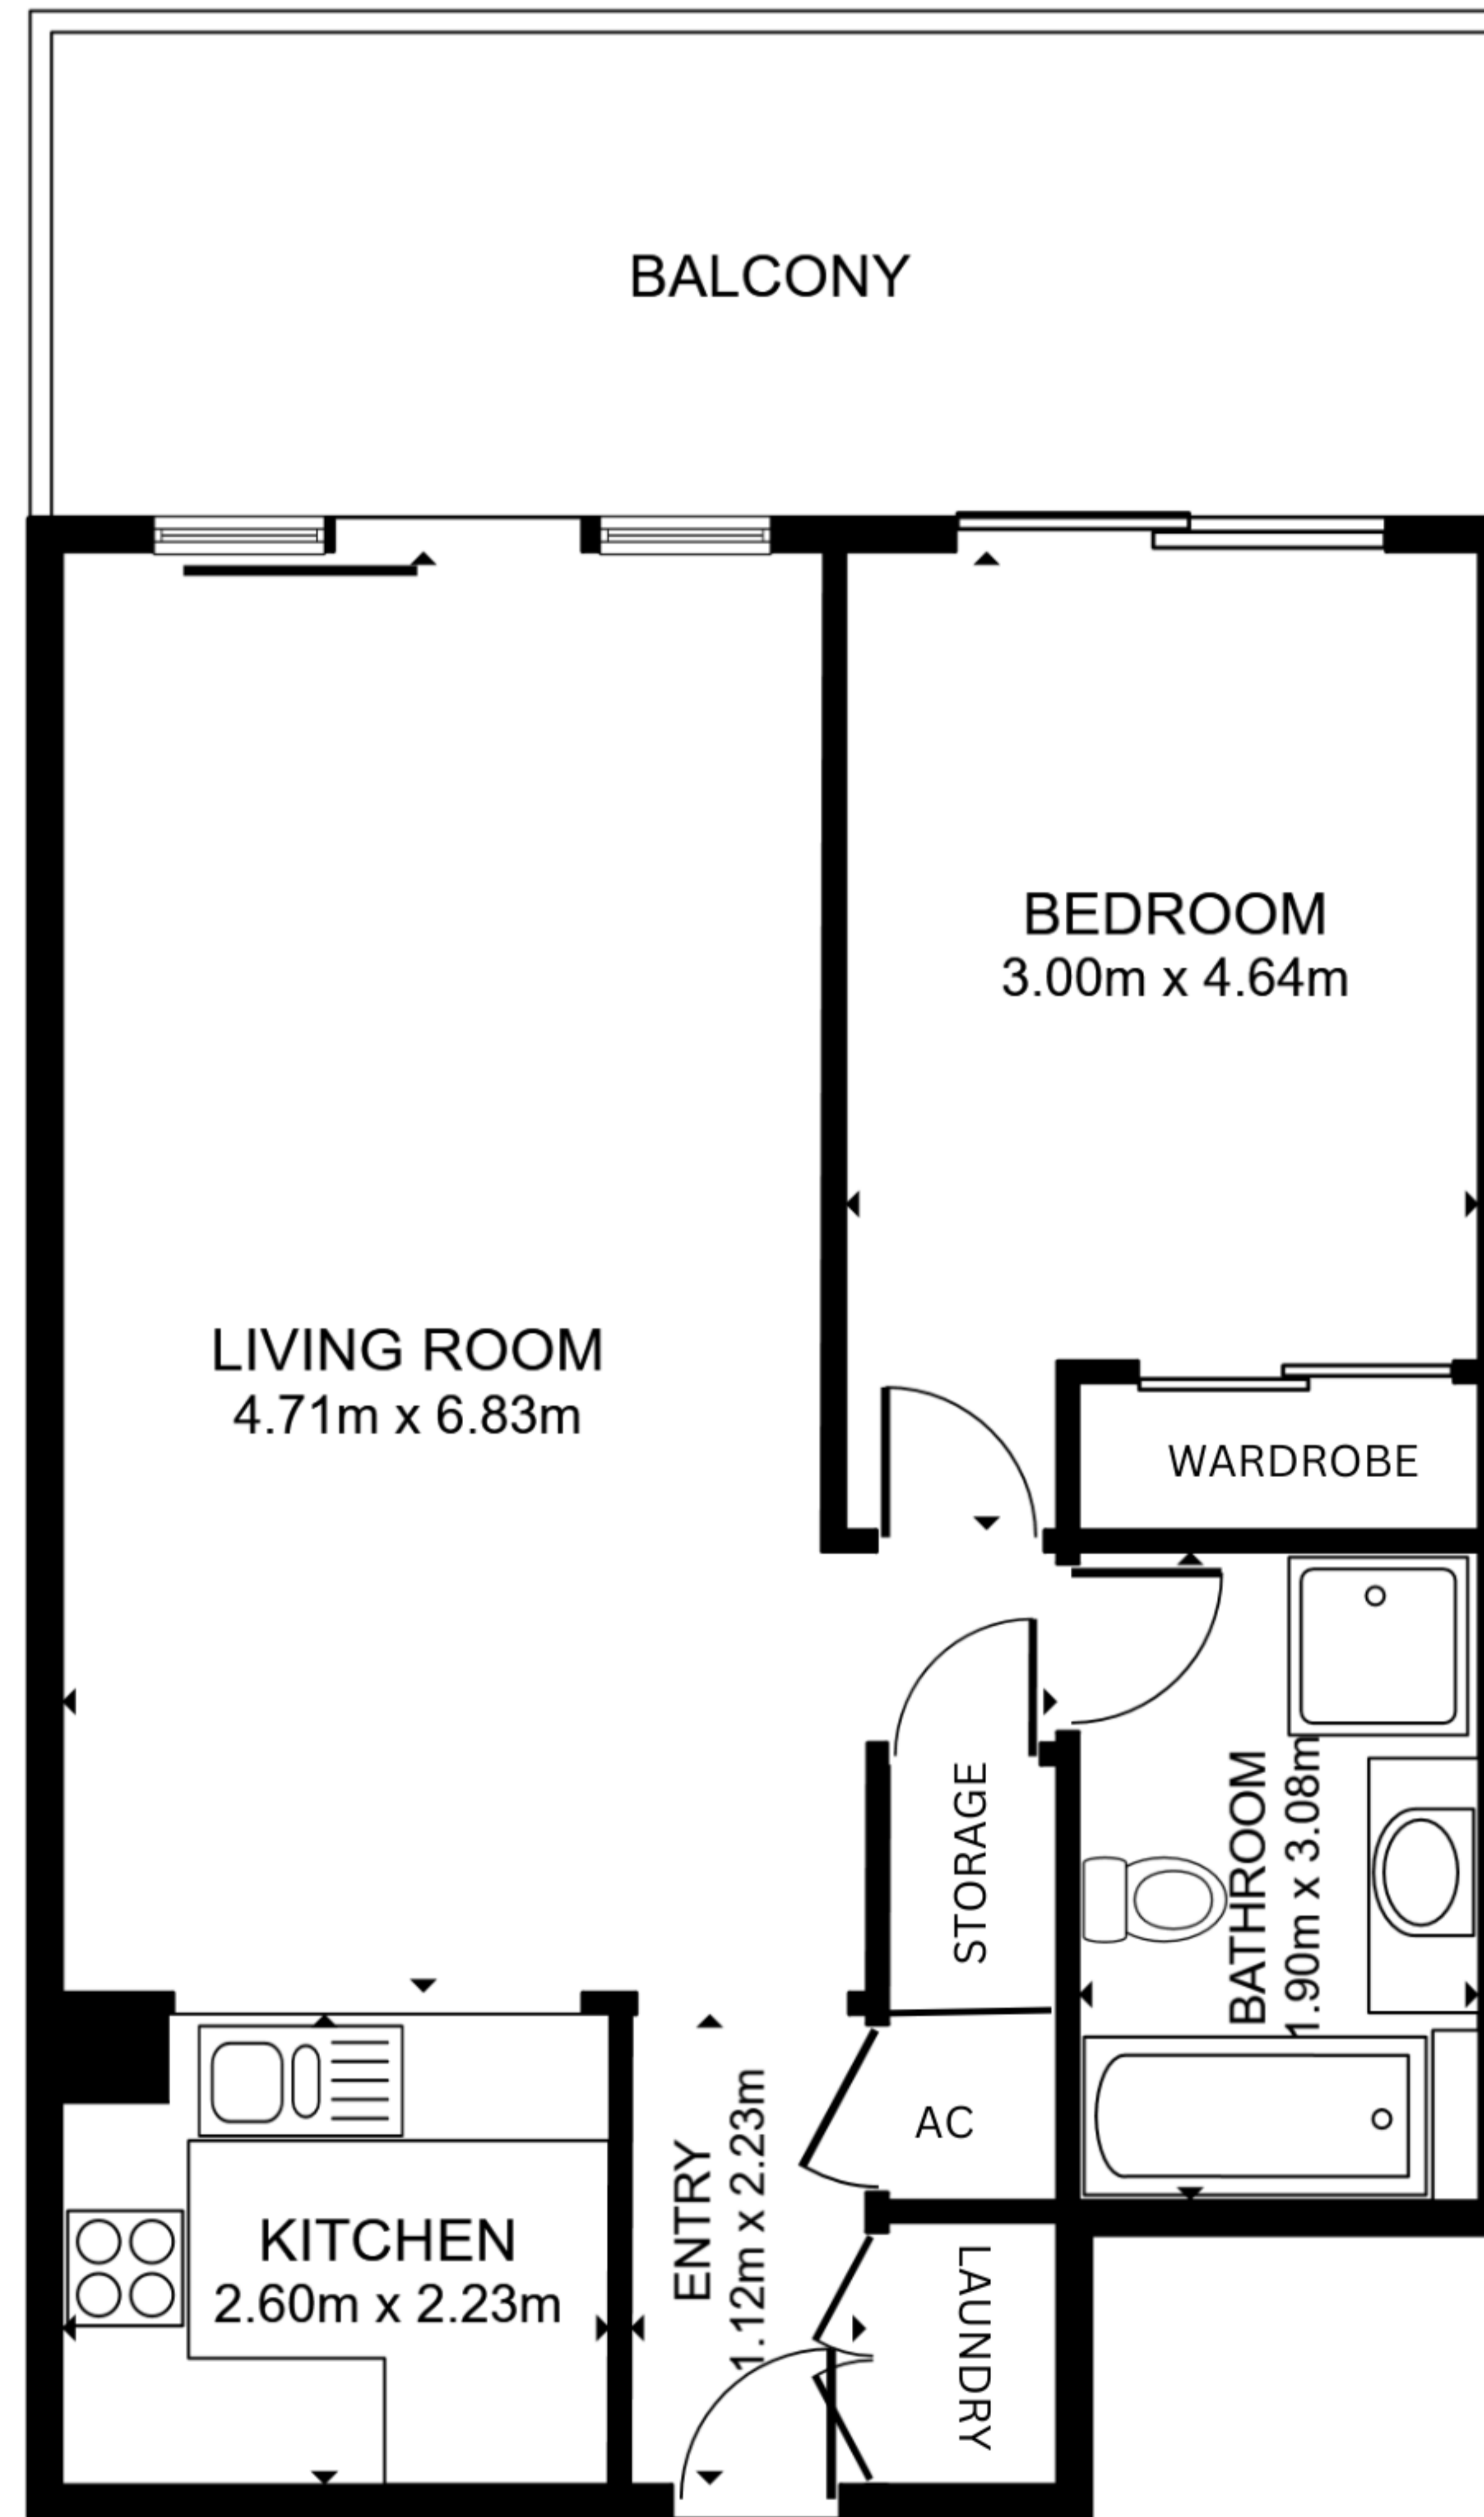 BALCONY
BEDROOM
3.00m x 4.64m
LIVING ROOM
4.71m x 6.83m
WARDROBE
STORAGE
BATHROOM
1.90m x 3.08m
AC
ENTRY
1.12m x 2.23m
KITCHEN
2.60m x 2.23m
LAUNDRY